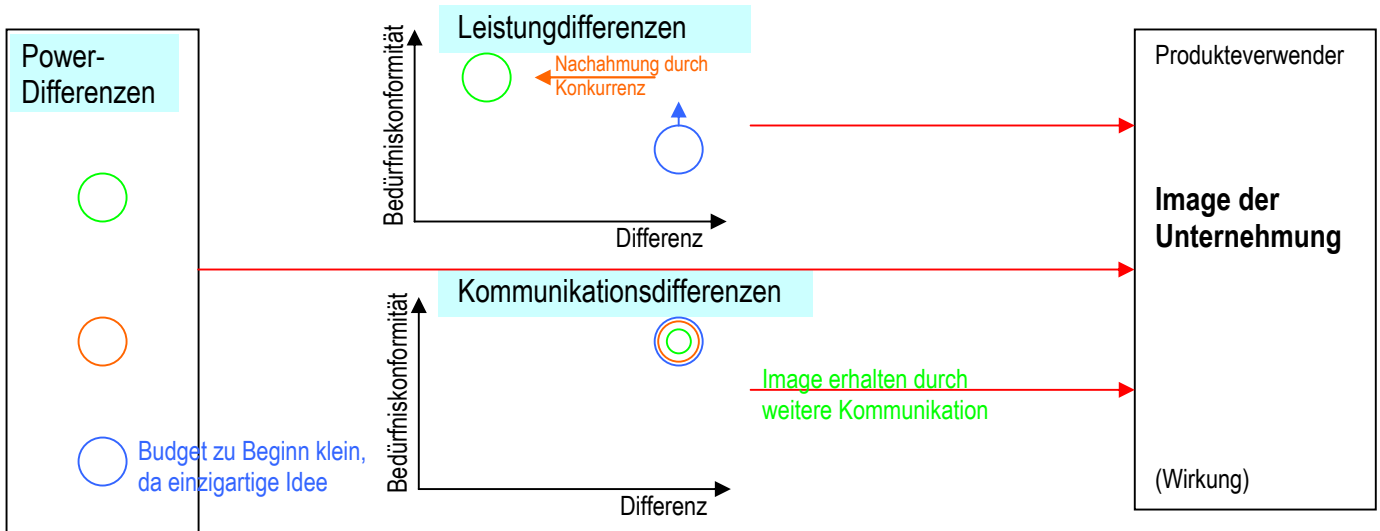 Power-
Differenzen
Budget zu Beginn klein,
da einzigartige Idee
Leistungdifferenzen
Bedürfniskonformität
Nachahmung durch
Konkurrenz
Differenz
Kommunikationsdifferenzen
Bedürfniskonformität
Differenz
Image erhalten durch
weitere Kommunikation
Produkteverwender
Image der
Unternehmung
(Wirkung)